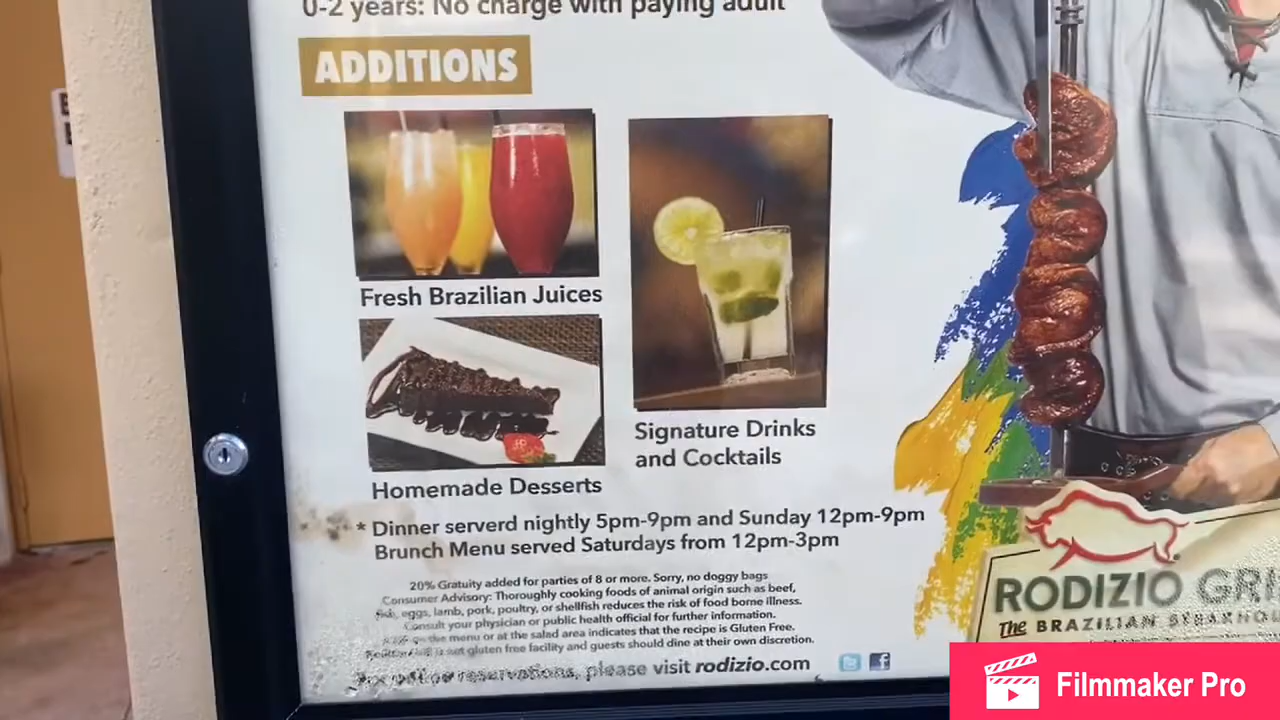 0-2 years: No charge with paying adult
ADDITIONS
Fresh Brazilian Juices
Homemade Desserts
Signature Drinks
and Cocktails
* Dinner serverd nightly 5pm-9pm and Sunday 12pm-9pm
Brunch Menu served Saturdays from 12pm-3pm
20% Gratuity added for parties of 8 or more. Sorry, no doggy bags
Consumer Advisory: Thoroughly cooking foods of animal origin such as beef,
eggs, lamb, pork, poultry, or shellfish reduces the risk of food borne illness.
Consult your physician or public health official for further information.
on the menu or at the salad area indicates that the recipe is Gluten Free.
gluten free facility and guests should dine at their own discretion.
reservations, please visit rodizio.com
RODIZIO GRI
The BRAZILIAN STEAKHOU
Filmmaker Pro